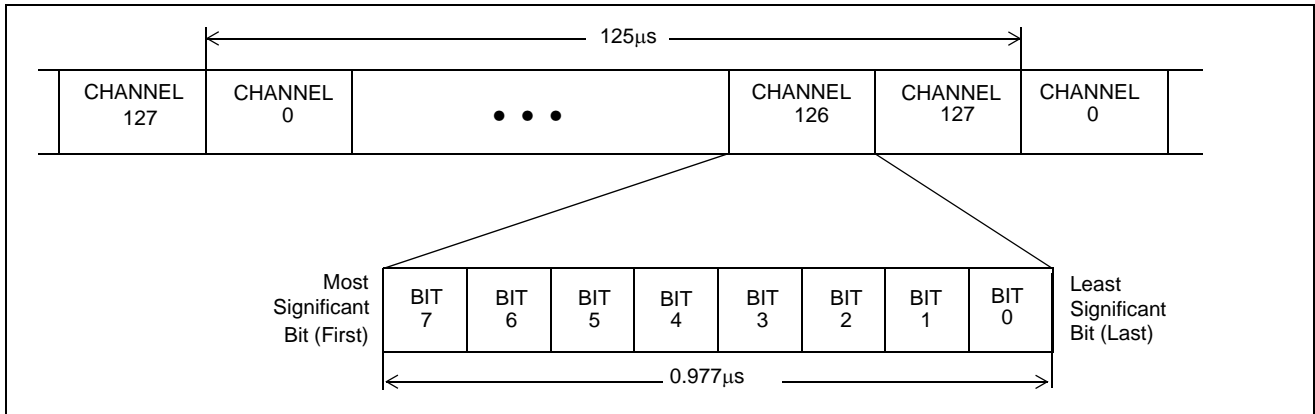 125μs
CHANNEL 127
CHANNEL 0
• • •
CHANNEL 126
CHANNEL 127
CHANNEL 0
Most Significant Bit (First)
BIT 7
BIT 6
BIT 5
BIT 4
BIT 3
BIT 2
BIT 1
BIT 0
Least Significant Bit (Last)
0.977μs